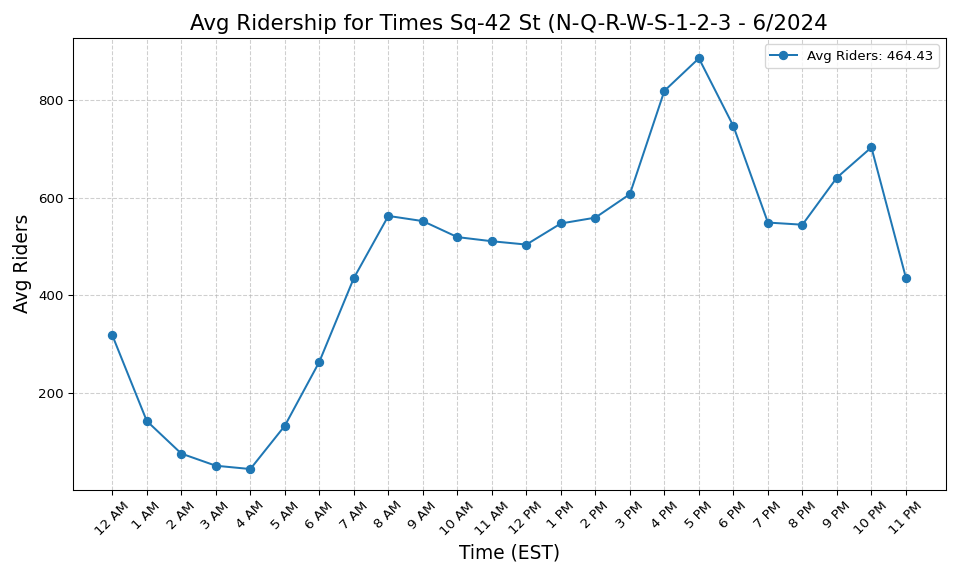 Avg Ridership for Times Sq-42 St (N-Q-R-W-S-1-2-3 - 6/2024
Avg Riders: 464.43
800
600
400
200
Avg Riders
12 AM
1 AM
2 AM
3 AM
4 AM
5 AM
6 AM
7 AM
8 AM
9 AM
10 AM
11 AM
12 PM
1 PM
2 PM
3 PM
4 PM
5 PM
6 PM
7 PM
8 PM
9 PM
10 PM
11 PM
Time (EST)